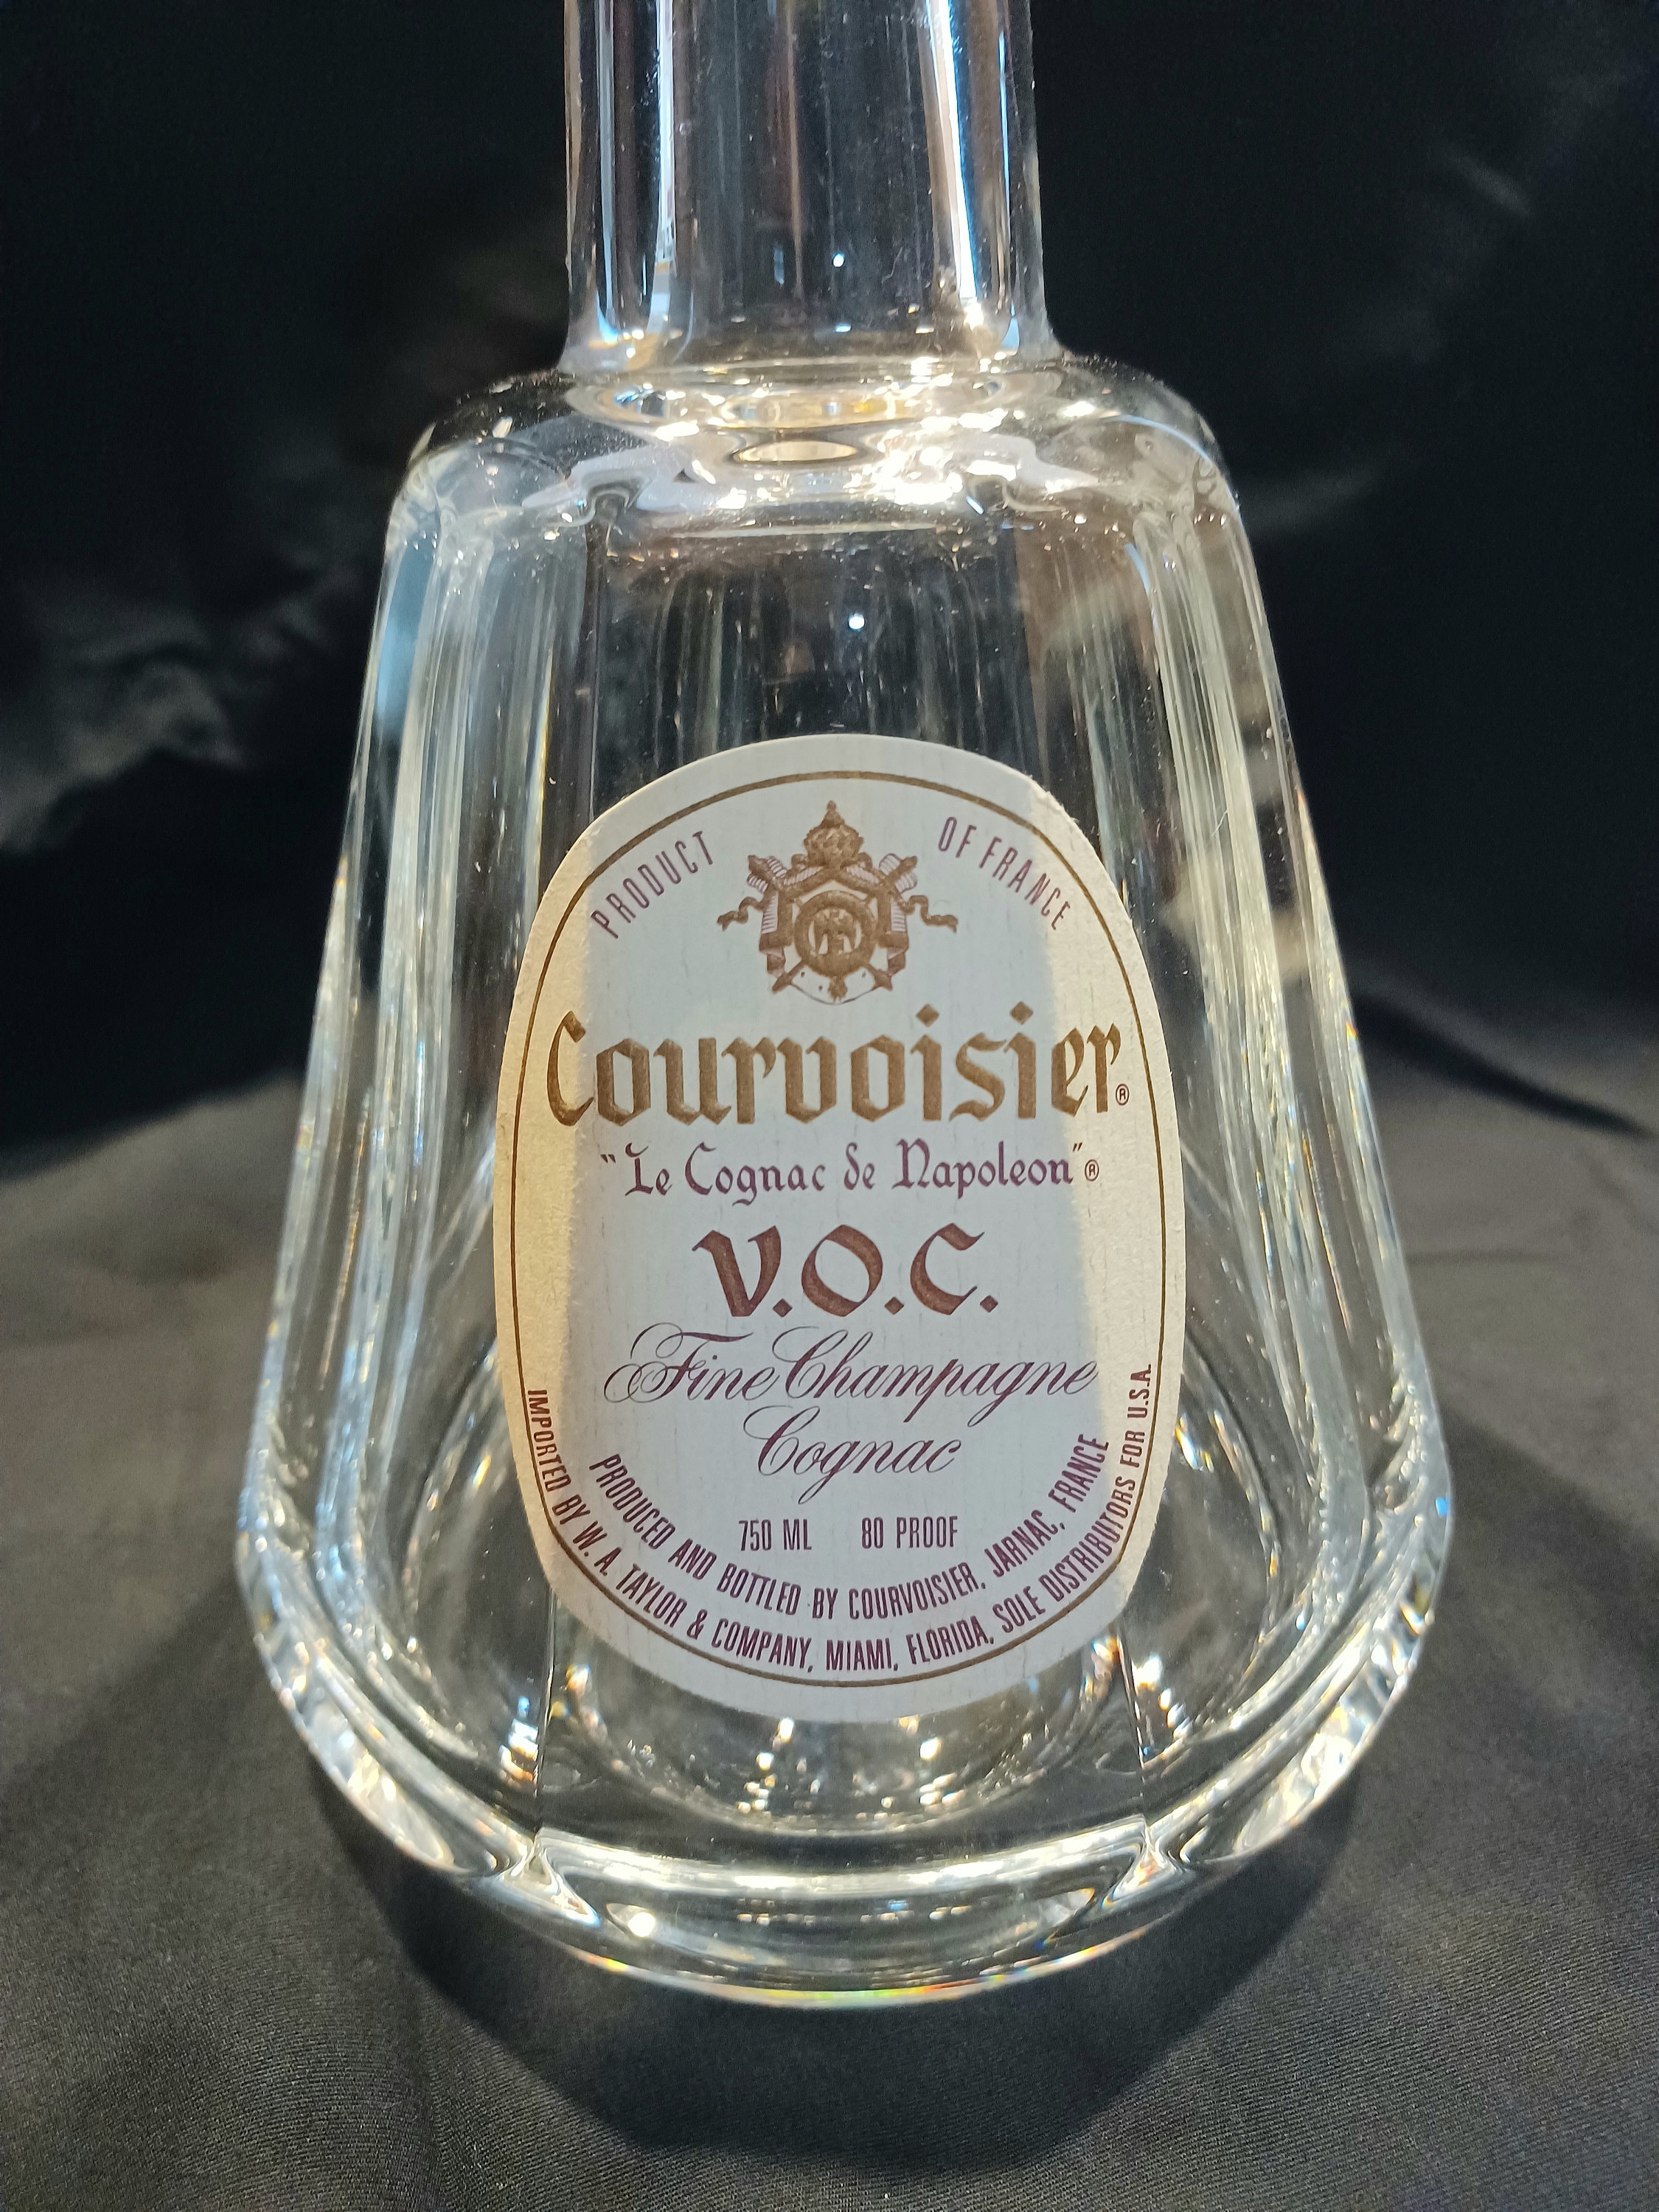 PRODUCT OF FRANCE
Courvoisier®
"Le Cognac de Napoleon"®
V.O.C.
Fine Champagne
Cognac
750 ML 80 PROOF
PRODUCED AND BOTTLED BY COURVOISIER, JARNAC, FRANCE
IMPORTED BY W. A. TAYLOR & COMPANY, MIAMI, FLORIDA, SOLE DISTRIBUTORS FOR U.S.A.